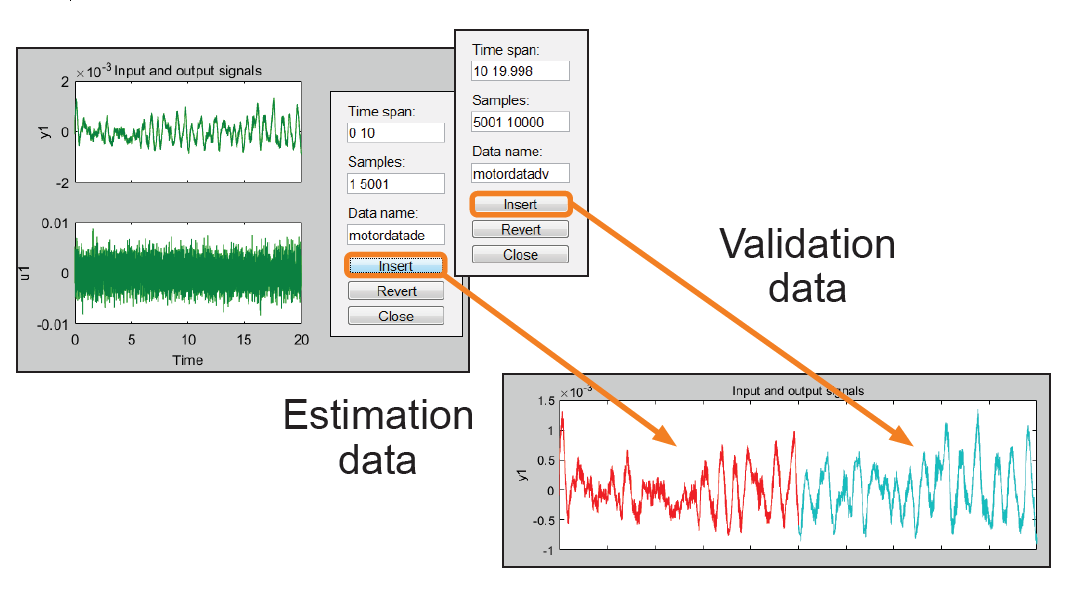 ×10⁻³ Input and output signals
2
0
-2
y1
0.01
0
-0.01
u1
0
5
10
15
20
Time
Time span:
0 10
Samples:
1 5001
Data name:
motordatade
Insert
Revert
Close
Time span:
10 19.998
Samples:
5001 10000
Data name:
motordatadv
Insert
Revert
Close
Validation
data
Estimation
data
×10⁻³
Input and output signals
1.5
1
0.5
0
-0.5
-1
y1